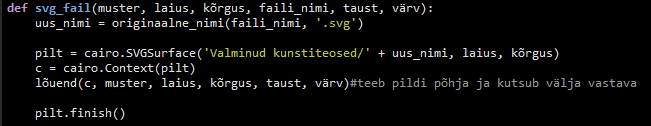 def svg_fail(muster, laius, kõrgus, faili_nimi, taust, värv):
    uus_nimi = originaalne_nimi(faili_nimi, '.svg')
    pilt = cairo.SVGSurface('Valminud kunstiteosed/' + uus_nimi, laius, kõrgus)
    c = cairo.Context(pilt)
    lõuend(c, muster, laius, kõrgus, taust, värv)#teeb pildi põhja ja kutsub välja vastava
    pilt.finish()